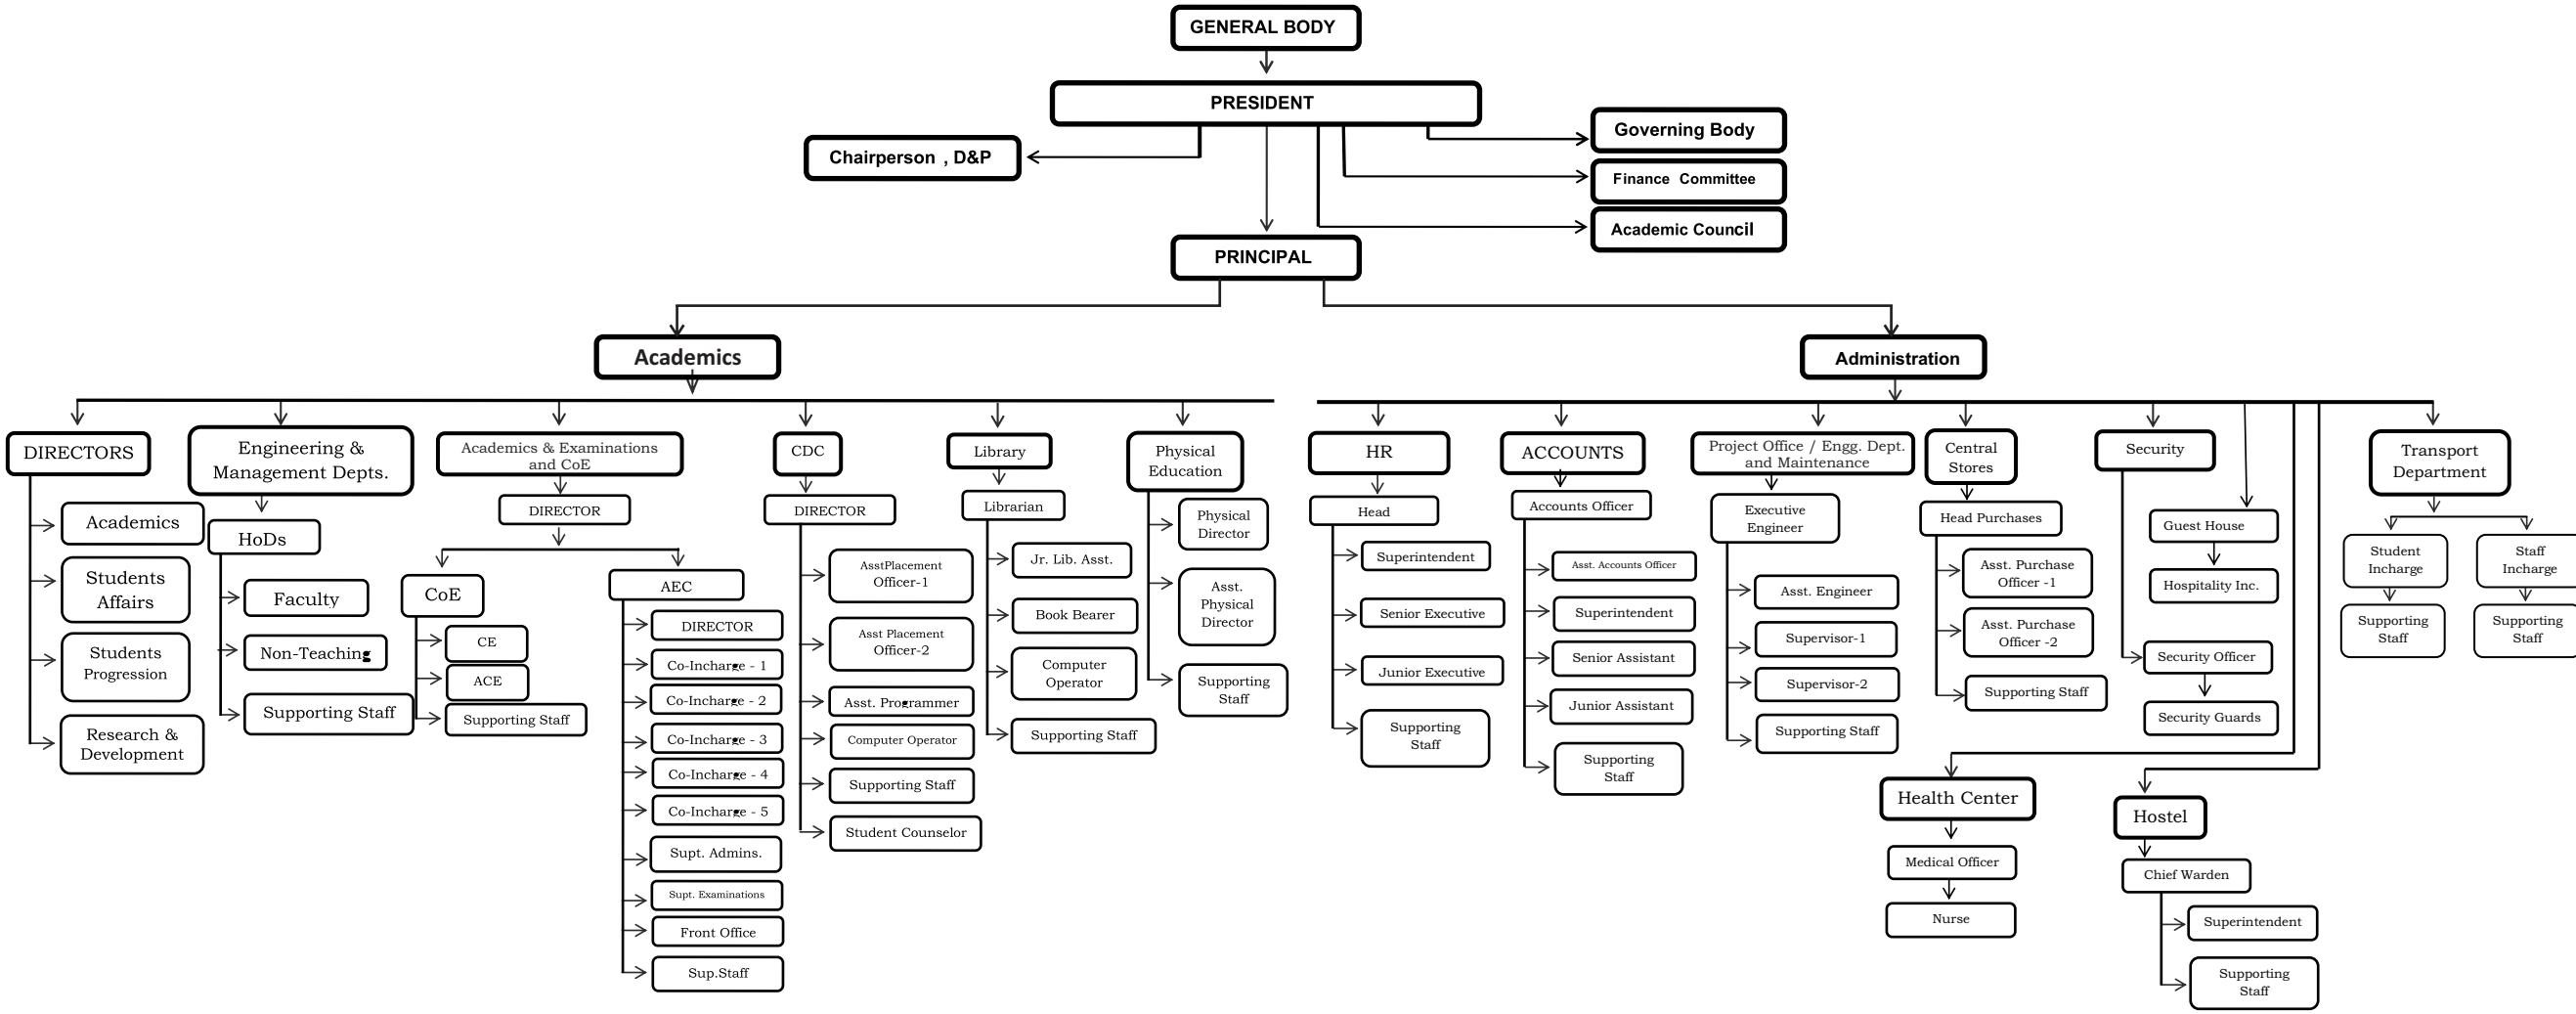 GENERAL BODY
PRESIDENT
Governing Body
Chairperson , D&P
Finance Committee
Academic Council
PRINCIPAL
Academics
Administration
DIRECTORS
Academics
Students
Affairs
Students
Progression
Research &
Development
Engineering &
Management Depts.
HoDs
Faculty
Non-Teaching
Supporting Staff
Academics & Examinations
and CoE
DIRECTOR
CoE
CE
ACE
Supporting Staff
AEC
DIRECTOR
Co-Incharge - 1
Co-Incharge - 2
Co-Incharge - 3
Co-Incharge - 4
Co-Incharge - 5
Supt. Admins.
Supt. Examinations
Front Office
Sup.Staff
CDC
DIRECTOR
AsstPlacement
Officer-1
Asst Placement
Officer-2
Asst. Programmer
Computer Operator
Supporting Staff
Student Counselor
Library
Librarian
Jr. Lib. Asst.
Book Bearer
Computer
Operator
Supporting Staff
Physical
Education
Physical
Director
Asst.
Physical
Director
Supporting
Staff
HR
Head
Superintendent
Senior Executive
Junior Executive
Supporting
Staff
ACCOUNTS
Accounts Officer
Asst. Accounts Officer
Superintendent
Senior Assistant
Junior Assistant
Supporting
Staff
Project Office / Engg. Dept.
and Maintenance
Executive
Engineer
Asst. Engineer
Supervisor-1
Supervisor-2
Supporting Staff
Central
Stores
Head Purchases
Asst. Purchase
Officer -1
Asst. Purchase
Officer -2
Supporting Staff
Security
Guest House
Hospitality Inc.
Security Officer
Security Guards
Transport
Department
Student
Incharge
Supporting
Staff
Staff
Incharge
Supporting
Staff
Health Center
Medical Officer
Nurse
Hostel
Chief Warden
Superintendent
Supporting
Staff